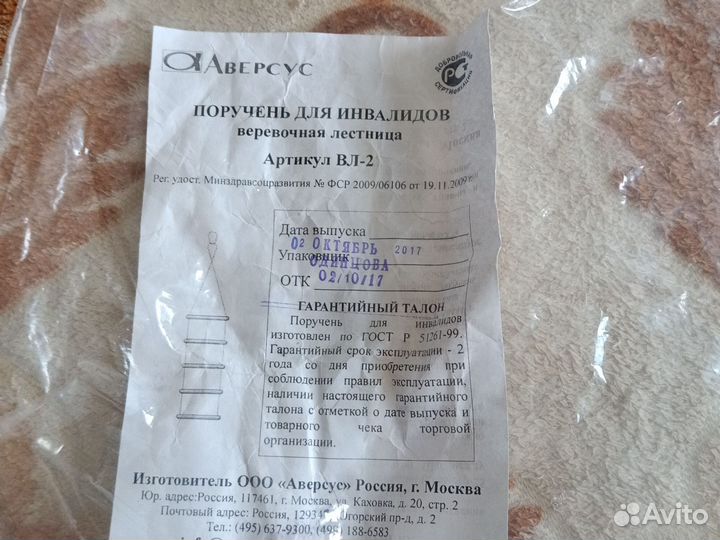 АВЕРСУС
ДОБРОВОЛЬНАЯ СЕРТИФИКАЦИЯ
ПОРУЧЕНЬ ДЛЯ ИНВАЛИДОВ
веревочная лестница
Артикул ВЛ-2
Рег. удост. Минздравсоцразвития № ФСР 2009/06106 от 19.11.2009
Дата выпуска
02 ОКТЯБРЬ 2017
Упаковщик
ОДИНЦОВА
ОТК 02/10/17
ГАРАНТИЙНЫЙ ТАЛОН
Поручень для инвалидов
изготовлен по ГОСТ Р 51261-99.
Гарантийный срок эксплуатации - 2
года со дня приобретения при
соблюдении правил эксплуатации,
наличии настоящего гарантийного
талона с отметкой о дате выпуска и
товарного чека торговой
организации.
Изготовитель ООО «Аверсус» Россия, г. Москва
Юр. адрес:Россия, 117461, г. Москва, ул. Каховка, д. 20, стр. 2
Почтовый адрес: Россия, пр-д, д. 2
Тел.: (495) 637-9300, 188-6583
Avito